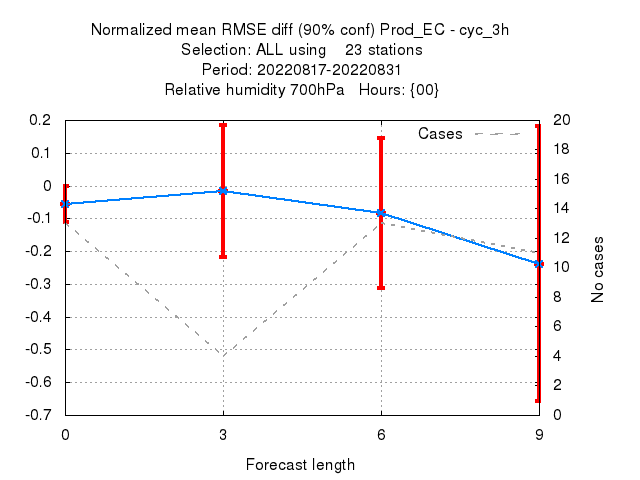 Normalized mean RMSE diff (90% conf) Prod_EC - cyc_3h
Selection: ALL using    23 stations
Period: 20220817-20220831
Relative humidity 700hPa   Hours: {00}
Cases
0.2
0.1
0
-0.1
-0.2
-0.3
-0.4
-0.5
-0.6
-0.7
20
18
16
14
12
10
8
6
4
2
0
No cases
0 3 6 9
Forecast length